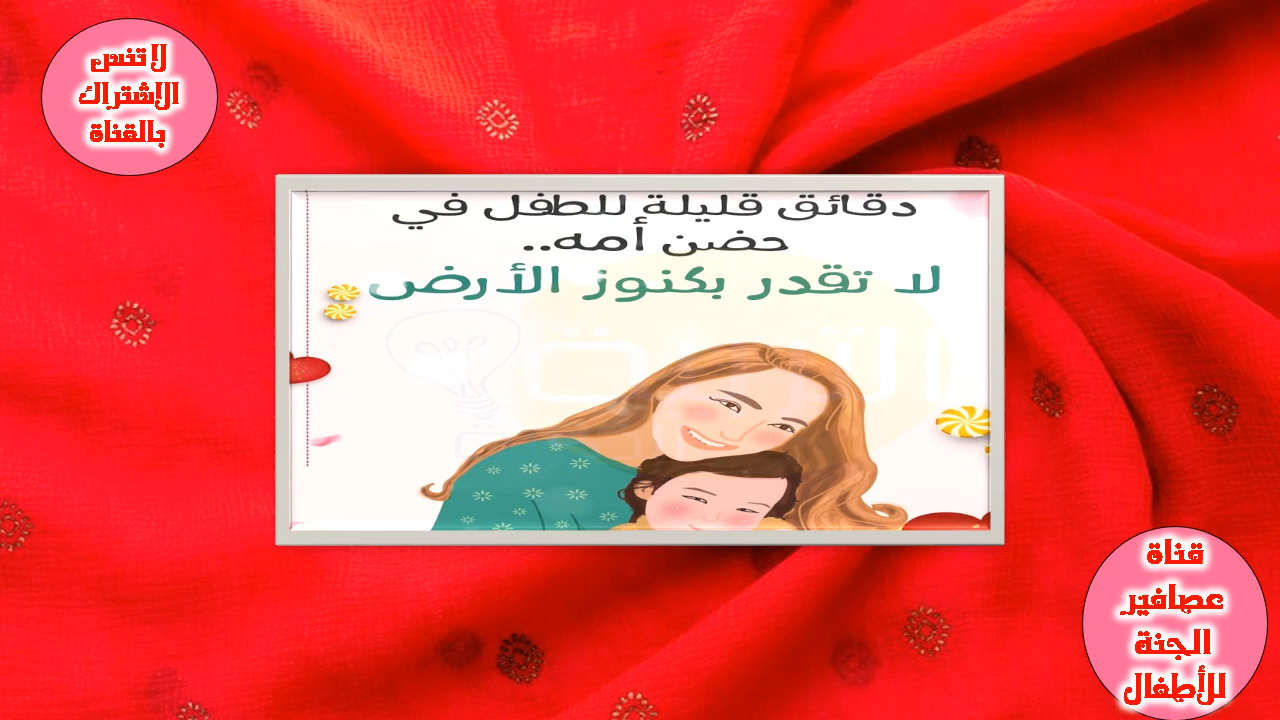 لا تنس
الاشتراك
بالقناة
دقائق قليلة للطفل في
حضن أمه..
لا تقدر بكنوز الأرض
قناة
عصافير
الجنة
للأطفال